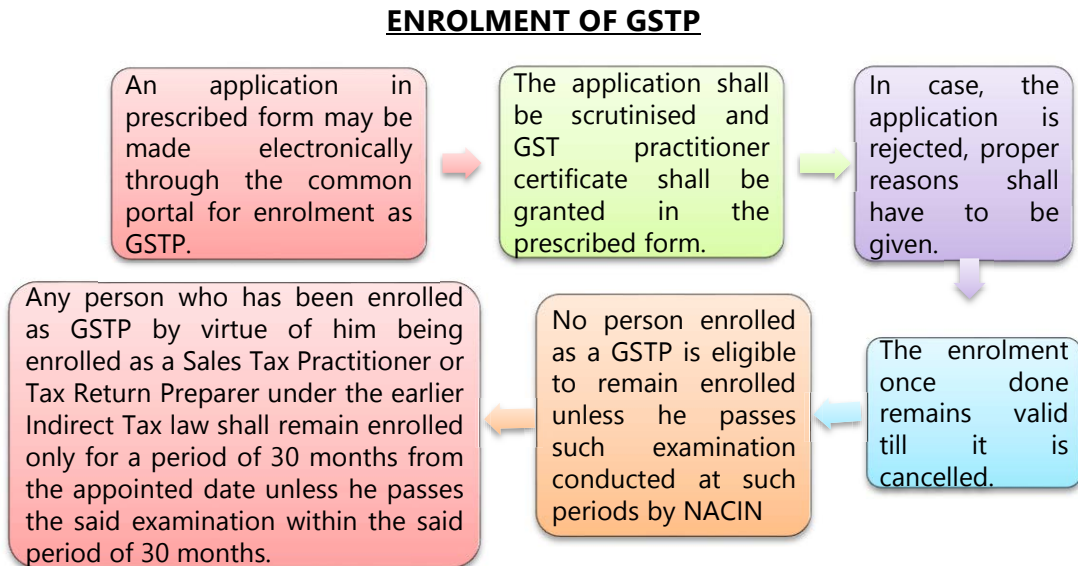 ENROLMENT OF GSTP
An application in
prescribed form may be
made electronically
through the common
portal for enrolment as
GSTP.
The application shall
be scrutinised and
GST practitioner
certificate shall be
granted in the
prescribed form.
In case, the
application is
rejected, proper
reasons shall
have to be
given.
The enrolment
once done
remains valid
till it is
cancelled.
No person enrolled
as a GSTP is eligible
to remain enrolled
unless he passes
such examination
conducted at such
periods by NACIN
Any person who has been enrolled
as GSTP by virtue of him being
enrolled as a Sales Tax Practitioner or
Tax Return Preparer under the earlier
Indirect Tax law shall remain enrolled
only for a period of 30 months from
the appointed date unless he passes
the said examination within the said
period of 30 months.